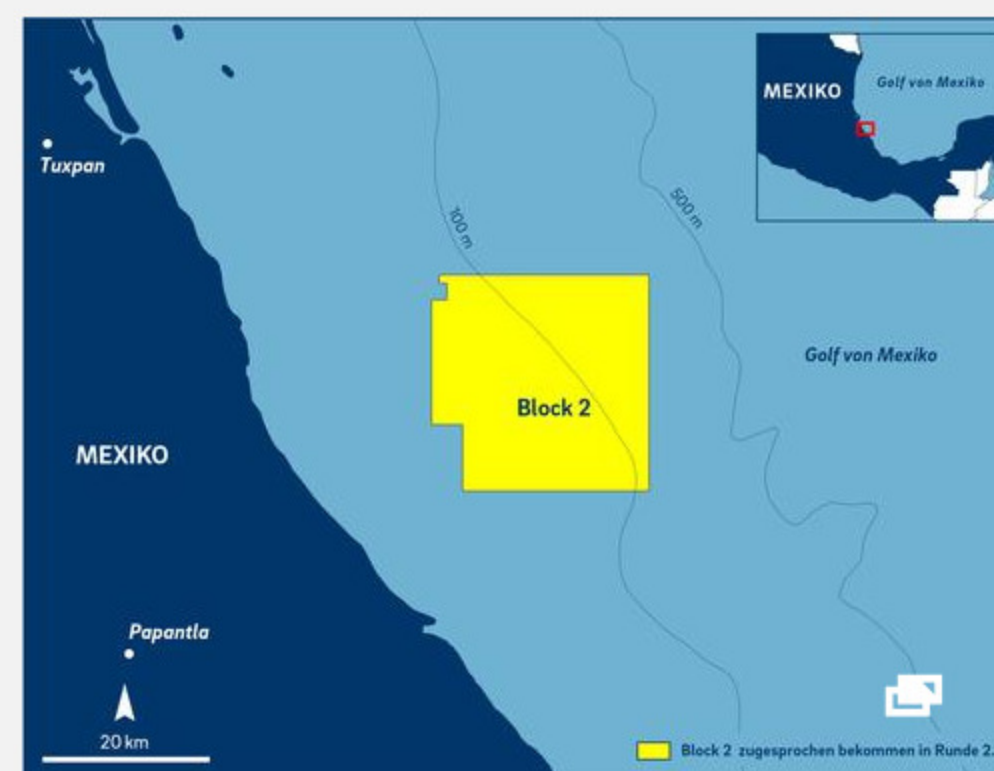 MEXIKO
Golf von Mexiko
Tuxpan
100 m
500 m
Golf von Mexiko
Block 2
MEXIKO
Papantla
20 km
Block 2 zugesprochen bekommen in Runde 2.